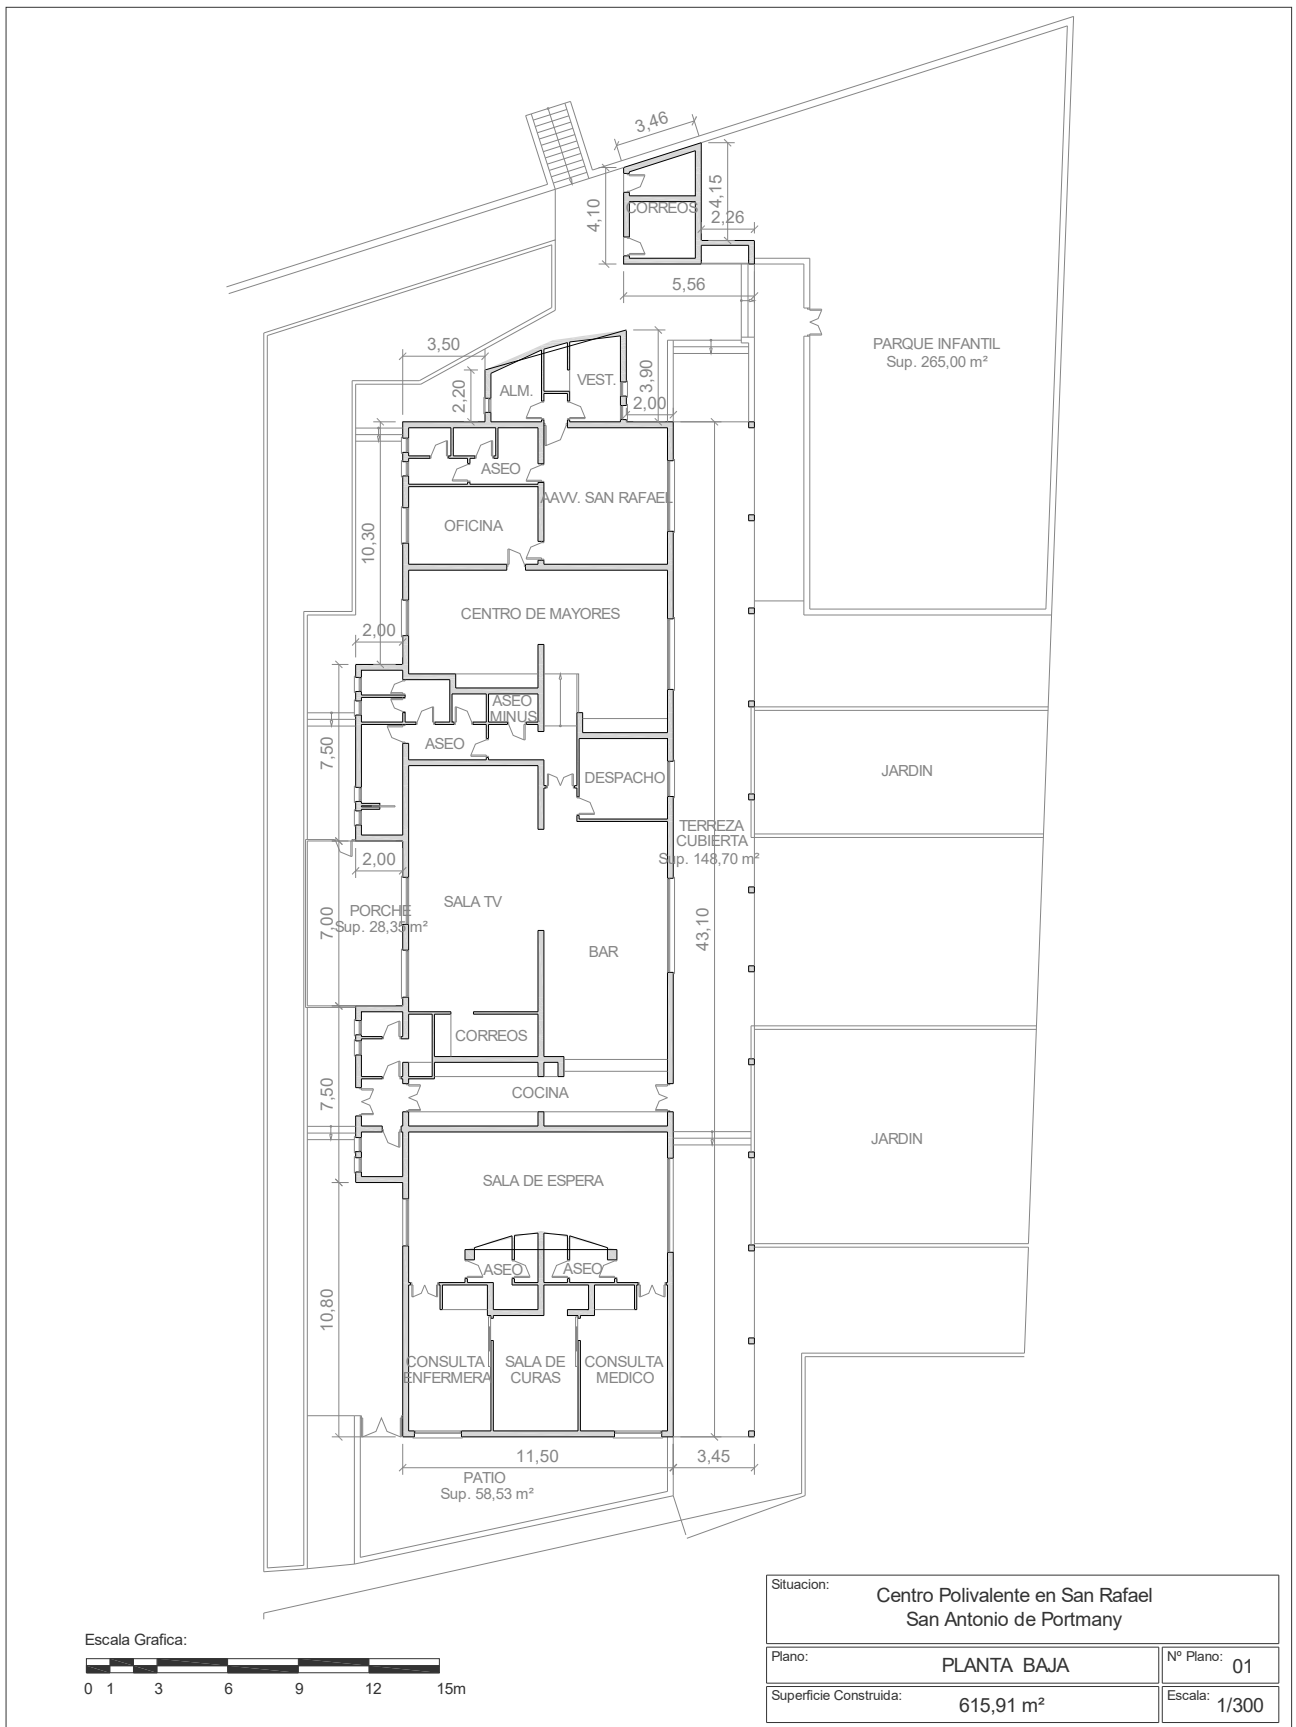 3,46
4,15
4,10
CORREOS
2,26
5,56
PARQUE INFANTIL
Sup. 265,00 m²
3,50
3,90
2,20
ALM.
VEST.
2,00
ASEO
AAVV. SAN RAFAEL
OFICINA
10,30
CENTRO DE MAYORES
2,00
ASEO
MINUS.
ASEO
7,50
DESPACHO
JARDIN
TERREZA
CUBIERTA
Sup. 148,70 m²
2,00
SALA TV
PORCHE
Sup. 28,35 m²
7,00
43,10
BAR
CORREOS
COCINA
7,50
JARDIN
SALA DE ESPERA
ASEO
ASEO
10,80
CONSULTA
ENFERMERA
SALA DE
CURAS
CONSULTA
MEDICO
11,50
3,45
PATIO
Sup. 58,53 m²
Situacion:
Centro Polivalente en San Rafael
San Antonio de Portmany
Plano:
PLANTA BAJA
Nº Plano: 01
Superficie Construida:
615,91 m²
Escala: 1/300
Escala Grafica:
0 1 3 6 9 12 15m